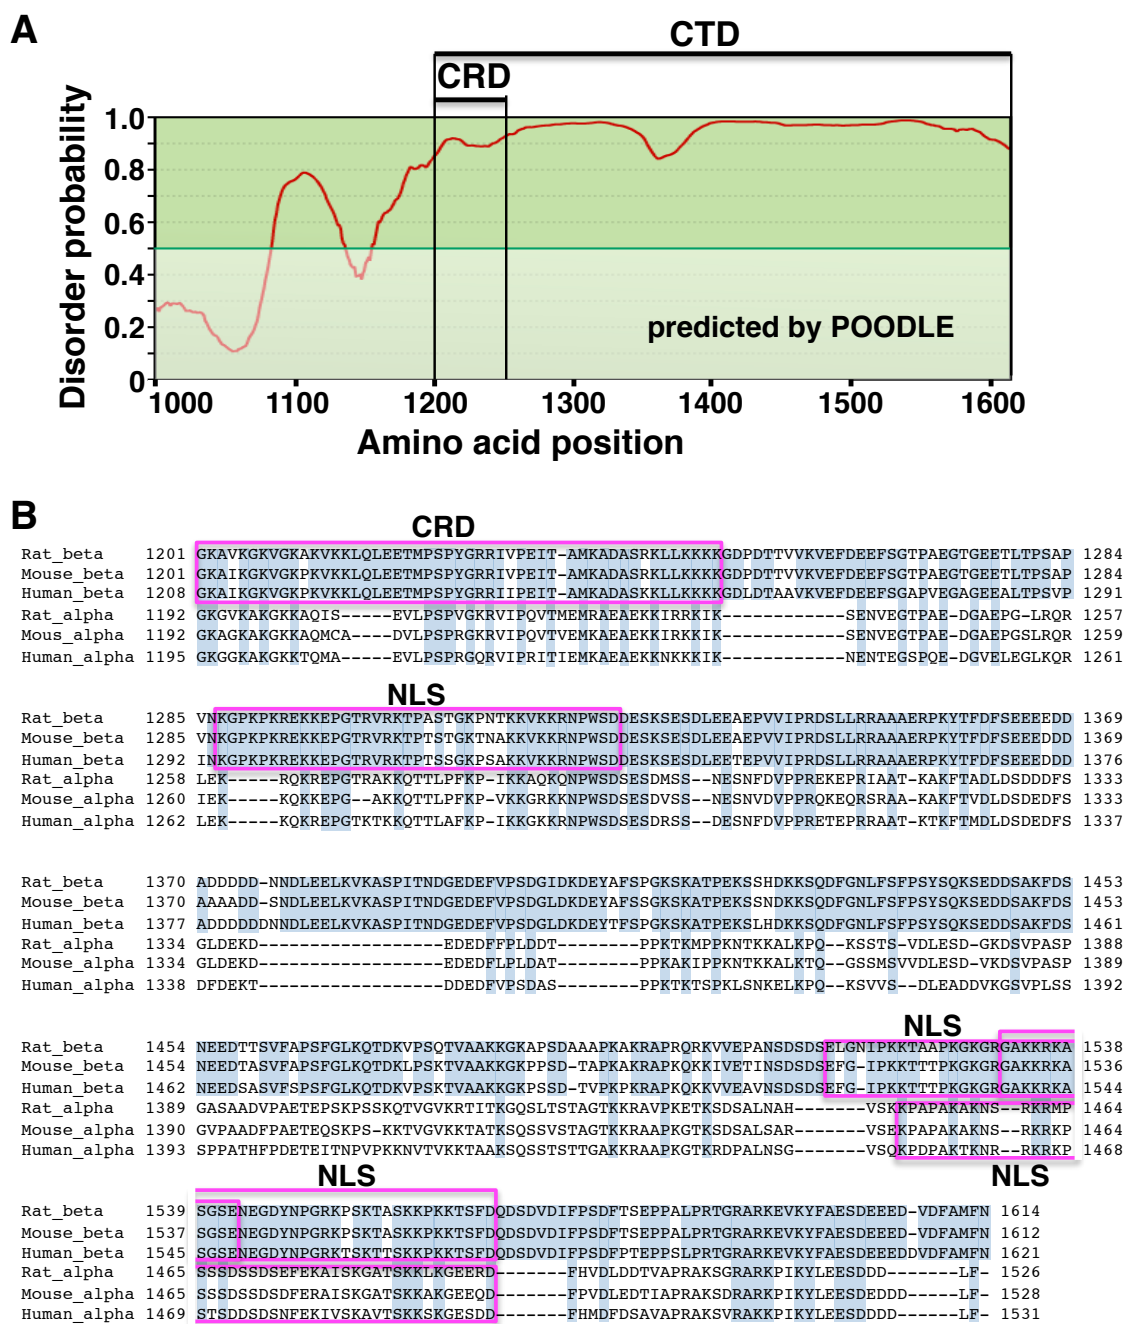 A
CTD
CRD
Disorder probability
1.0
0.8
0.6
0.4
0.2
0
predicted by POODLE
1000 1100 1200 1300 1400 1500 1600
Amino acid position
B
CRD
Rat_beta 1201 GKAVKGKVGKAKVKKLQLEETMPSPYGRRIVPEIT-AMKADASRKLLKKKKGDPDTTVVKVEFDEEFSGTPAEGTGEETLTPSAP 1284
Mouse_beta 1201 GKAIKGKVGKPKVKKLQLEETMPSPYGRRIVPEIT-AMKADASRKLLKKKKGDPDTTVVKVEFDEEFSGTPAEGTGEETLTPSAP 1284
Human_beta 1208 GKAIKGKVGKPKVKKLQLEETMPSPYGRRIIPEIT-AMKADASKKLLKKKKGDLDTAAVKVEFDEEFSGAPVEGAGEEALTPSVP 1291
Rat_alpha 1192 GKGVKAKGKKAQIS-----EVLPSPVGKRVIPQVTMEMRAEAEKKIRRKIK------------SENVEGTPAE-DGAEPG-LRQR 1257
Mous_alpha 1192 GKAGKAKGKKAQMCA----DVLPSPRGKRVIPQVTVEMKAEAEKKIRKKIK------------SENVEGTPAE-DGAEPGSLRQR 1259
Human_alpha 1195 GKGGKAKGKKTQMA-----EVLPSPRGQRVIPRITIEMKAEAEKKNKKKIK------------NENTEGSPQE-DGVELEGLKQR 1261
NLS
Rat_beta 1285 VNKGPKPKREKKEPGTRVRKTPASTGKPNTKKVKKRNPWSDDESKSESDLEEAEPVVIPRDSLLRRAAAERPKYTFDFSEEEEDD 1369
Mouse_beta 1285 VNKGPKPKREKKEPGTRVRKTPTSTGKTNAKKVKKRNPWSDDESKSESDLEEAEPVVIPRDSLLRRAAAERPKYTFDFSEEEDDD 1369
Human_beta 1292 INKGPKPKREKKEPGTRVRKTPTSSGKPSAKKVKKRNPWSDDESKSESDLEETEPVVIPRDSLLRRAAAERPKYTFDFSEEEDDD 1376
Rat_alpha 1258 LEK-----RQKREPGTRAKKQTTLPFKP-IKKAQKQNPWSDSESDMSS--NESNFDVPPREKEPRIAAT-KAKFTADLDSDDDFS 1333
Mouse_alpha 1260 IEK-----KQKKEPG--AKKQTTLPFKP-VKKGRKKNPWSDSESDVSS--NESNVDVPPRQKEQRSRAA-KAKFTVDLDSDEDFS 1333
Human_alpha 1262 LEK-----KQKREPGTKTKKQTTLAFKP-IKKGKKRNPWSDSESDRSS--DESNFDVPPRETEPRRAAT-KTKFTMDLDSDEDFS 1337
Rat_beta 1370 ADDDDDD-NNDLEELKVKASPITNDGEDEFVPSDGIDKDEYAFSPGKSKATPEKSSHDKKSQDFGNLFSFPSYSQKSEDDSAKFDS 1453
Mouse_beta 1370 AAAADD-SNDLEELKVKASPITNDGEDEFVPSDGLDKDEYAFSSGKSKATPEKSSNDKKSQDFGNLFSFPSYSQKSEDDSAKFDS 1453
Human_beta 1377 ADDDDDDNNDLEELKVKASPITNDGEDEFVPSDGLDKDEYTFSPGKSKATPEKSLHDKKSQDFGNLFSFPSYSQKSEDDSAKFDS 1461
Rat_alpha 1334 GLDEKD------------------EDEDFFPLDDT--------PPKTKMPPKNTKKALKPQ--KSSTS-VDLESD-GKDSVPASP 1388
Mouse_alpha 1334 GLDEKD------------------EDEDFLPLDAT--------PPKAKIPPKNTKKALKTQ--GSSMSVVDLESD-VKDSVPASP 1389
Human_alpha 1338 DFDEKT------------------DDEDFVPSDAS--------PPKTKTSPKLSNKELKPQ--KSVVS--DLEADDVKGSVPLSS 1392
NLS
Rat_beta 1454 NEEDTTSVFAPSFGLKQTDKVPSQTVAAKKGKAPSDAAAPKAKRAPRQRKVVEPANSDSDSELGNIPKKTAAPKGKGRGAKKRKA 1538
Mouse_beta 1454 NEEDTASVFAPSFGLKQTDKLPSKTVAAKKGKPPSD-TAPKAKRAPKQKKIVETINSDSDSEFG-IPKKTTTPKGKGRGAKKRKA 1536
Human_beta 1462 NEEDSASVFSPSFGLKQTDKVPSKTVAAKKGKPSSD-TVPKPKRAPKQKKVVEAVNSDSDSEFG-IPKKTTTPKGKGRGAKKRKA 1544
Rat_alpha 1389 GASAADVPAETEPSKPSSKQTVGVKRTITKGQSLTSTAGTKKRAVPKETKSDSALNAH-------VSKKPAPAKAKNS--RKRMP 1464
Mouse_alpha 1390 GVPAADPPAETEQSKPS-KKTVGVKKTATKSQSSVSTAGTKKRAAPKGTKSDSALSAR-------VSEKPAPAKAKNS--RKRKP 1464
Human_alpha 1393 SPPATHFPDETEITNPVPKKNVTVKKTAAKSQSSTSTTGAKKRAAPKGTKRDPALNSG-------VSQKPDPAKTKNR--RKRKP 1468
NLS NLS
Rat_beta 1539 SGSENEGDYNPGRKPSKTASKKPKKTSFDQDSDVDIFPSDFTSEPPALPRTGRARKEVKYFAESDEEED-VDFAMFN 1614
Mouse_beta 1537 SGSENEGDYNPGRKPSKTASKKPKKTSFDQDSDVDIFPSDFTSEPPALPRTGRARKEVKYFAESDEEED-VDFAMFN 1612
Human_beta 1545 SGSENEGDYNPGRKTSKTTSKKPKKTSFDQDSDVDIFPSDFPTEPPSLPRTGRARKEVKYFAESDEEEDDVDFAMFN 1621
Rat_alpha 1465 SSSDSSDSEFEKAISKGATSKKLKGEERD-------FHVDLDDTVAPRAKSGRARKPIKYLEESDDD------LF- 1526
Mouse_alpha 1465 SSSDSSDSDFERAISKGATSKKAKGEEQD-------FPVDLEDTIAPRAKSDRARKPIKYLEESDEDDD-----LF- 1528
Human_alpha 1469 STSDDSDSNFEKIVSKAVTSKKSKGESDD-------FHMDFDSAVAPRAKSVRAKKPIKYLEESDEDDD-----LF- 1531